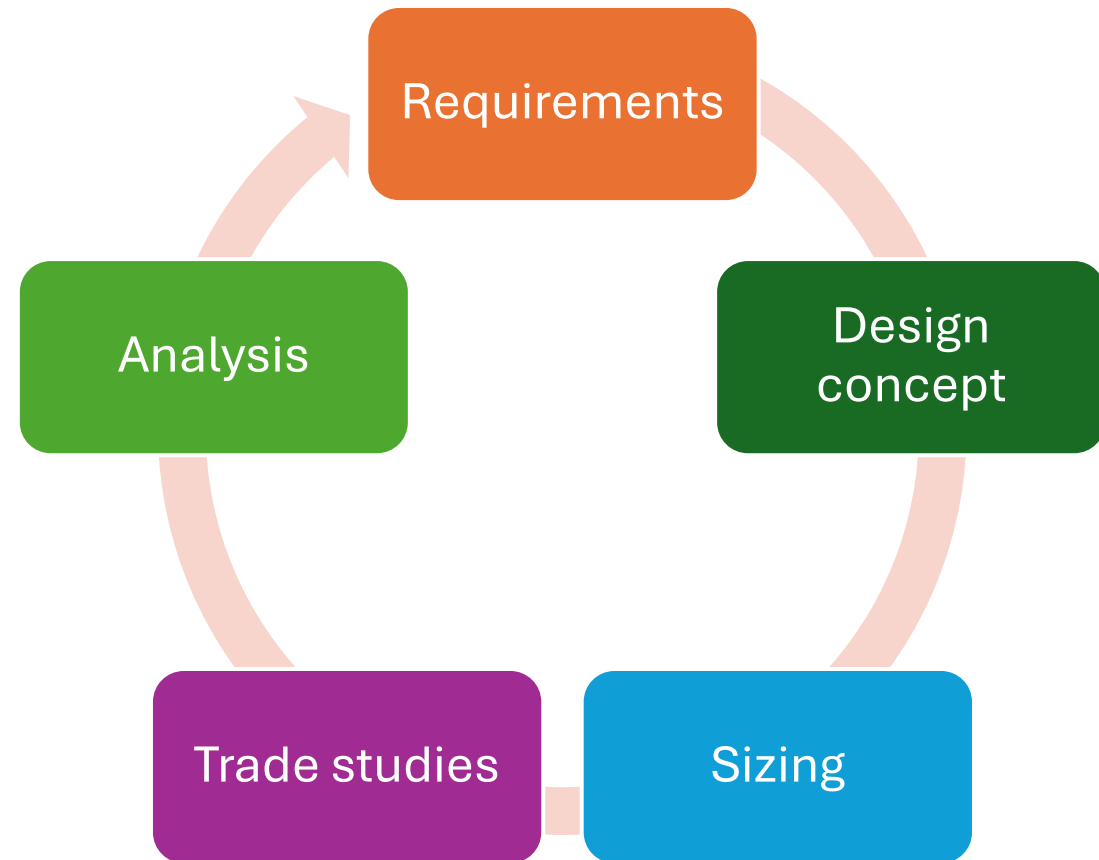 Requirements
Design
concept
Sizing
Trade studies
Analysis